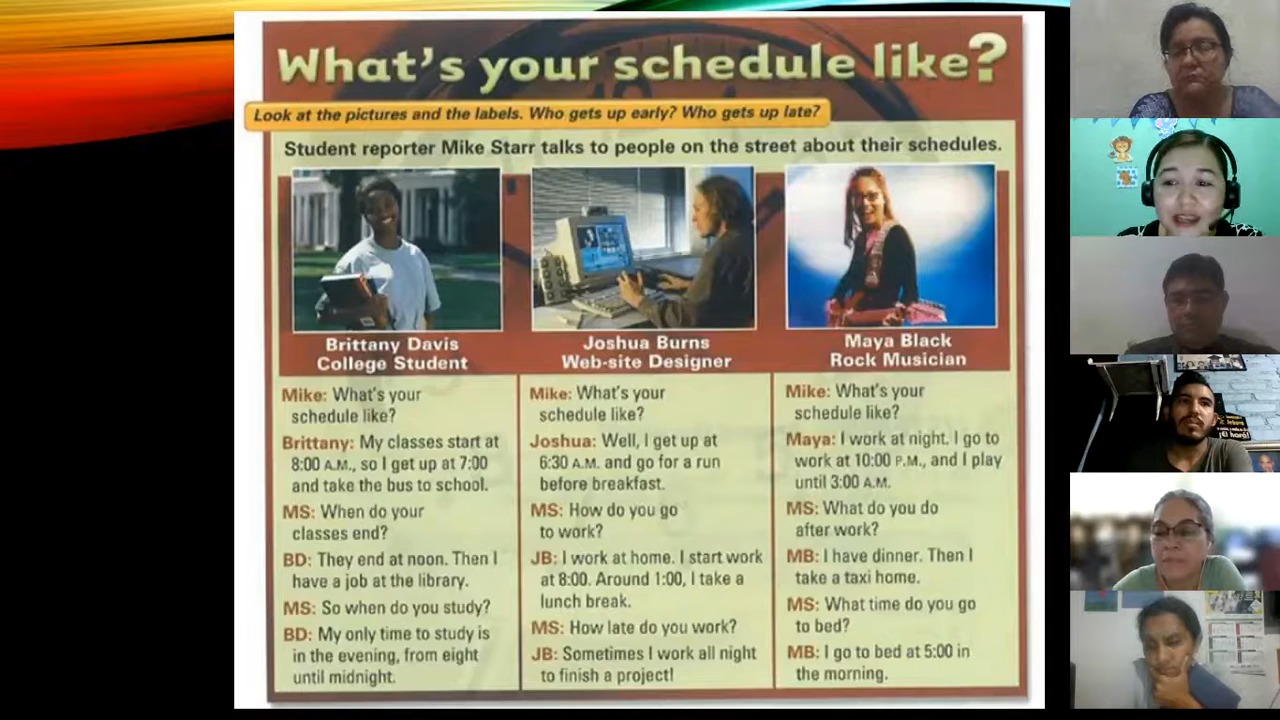 What's your schedule like?
Look at the pictures and the labels. Who gets up early? Who gets up late?
Student reporter Mike Starr talks to people on the street about their schedules.
Brittany Davis
College Student
Mike: What's your
schedule like?
Brittany: My classes start at
8:00 A.M., so I get up at 7:00
and take the bus to school.
MS: When do your
classes end?
BD: They end at noon. Then I
have a job at the library.
MS: So when do you study?
BD: My only time to study is
in the evening, from eight
until midnight.
Joshua Burns
Web-site Designer
Mike: What's your
schedule like?
Joshua: Well, I get up at
6:30 A.M. and go for a run
before breakfast.
MS: How do you go
to work?
JB: I work at home. I start work
at 8:00. Around 1:00, I take a
lunch break.
MS: How late do you work?
JB: Sometimes I work all night
to finish a project!
Maya Black
Rock Musician
Mike: What's your
schedule like?
Maya: I work at night. I go to
work at 10:00 P.M., and I play
until 3:00 A.M.
MS: What do you do
after work?
MB: I have dinner. Then I
take a taxi home.
MS: What time do you go
to bed?
MB: I go to bed at 5:00 in
the morning.
¡El hará!